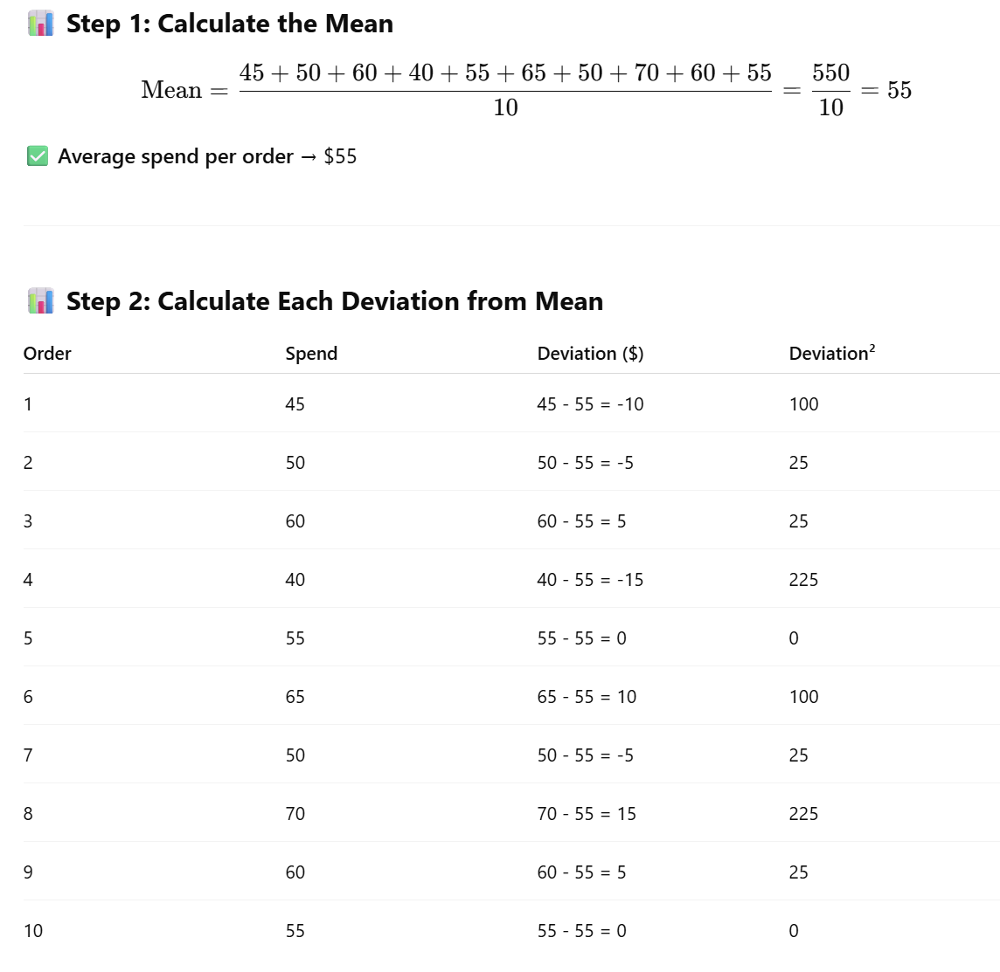 📊 Step 1: Calculate the Mean
Mean = (45 + 50 + 60 + 40 + 55 + 65 + 50 + 70 + 60 + 55) / 10 = 550 / 10 = 55
✅ Average spend per order → $55
📊 Step 2: Calculate Each Deviation from Mean
Order Spend Deviation ($) Deviation²
1 45 45 - 55 = -10 100
2 50 50 - 55 = -5 25
3 60 60 - 55 = 5 25
4 40 40 - 55 = -15 225
5 55 55 - 55 = 0 0
6 65 65 - 55 = 10 100
7 50 50 - 55 = -5 25
8 70 70 - 55 = 15 225
9 60 60 - 55 = 5 25
10 55 55 - 55 = 0 0